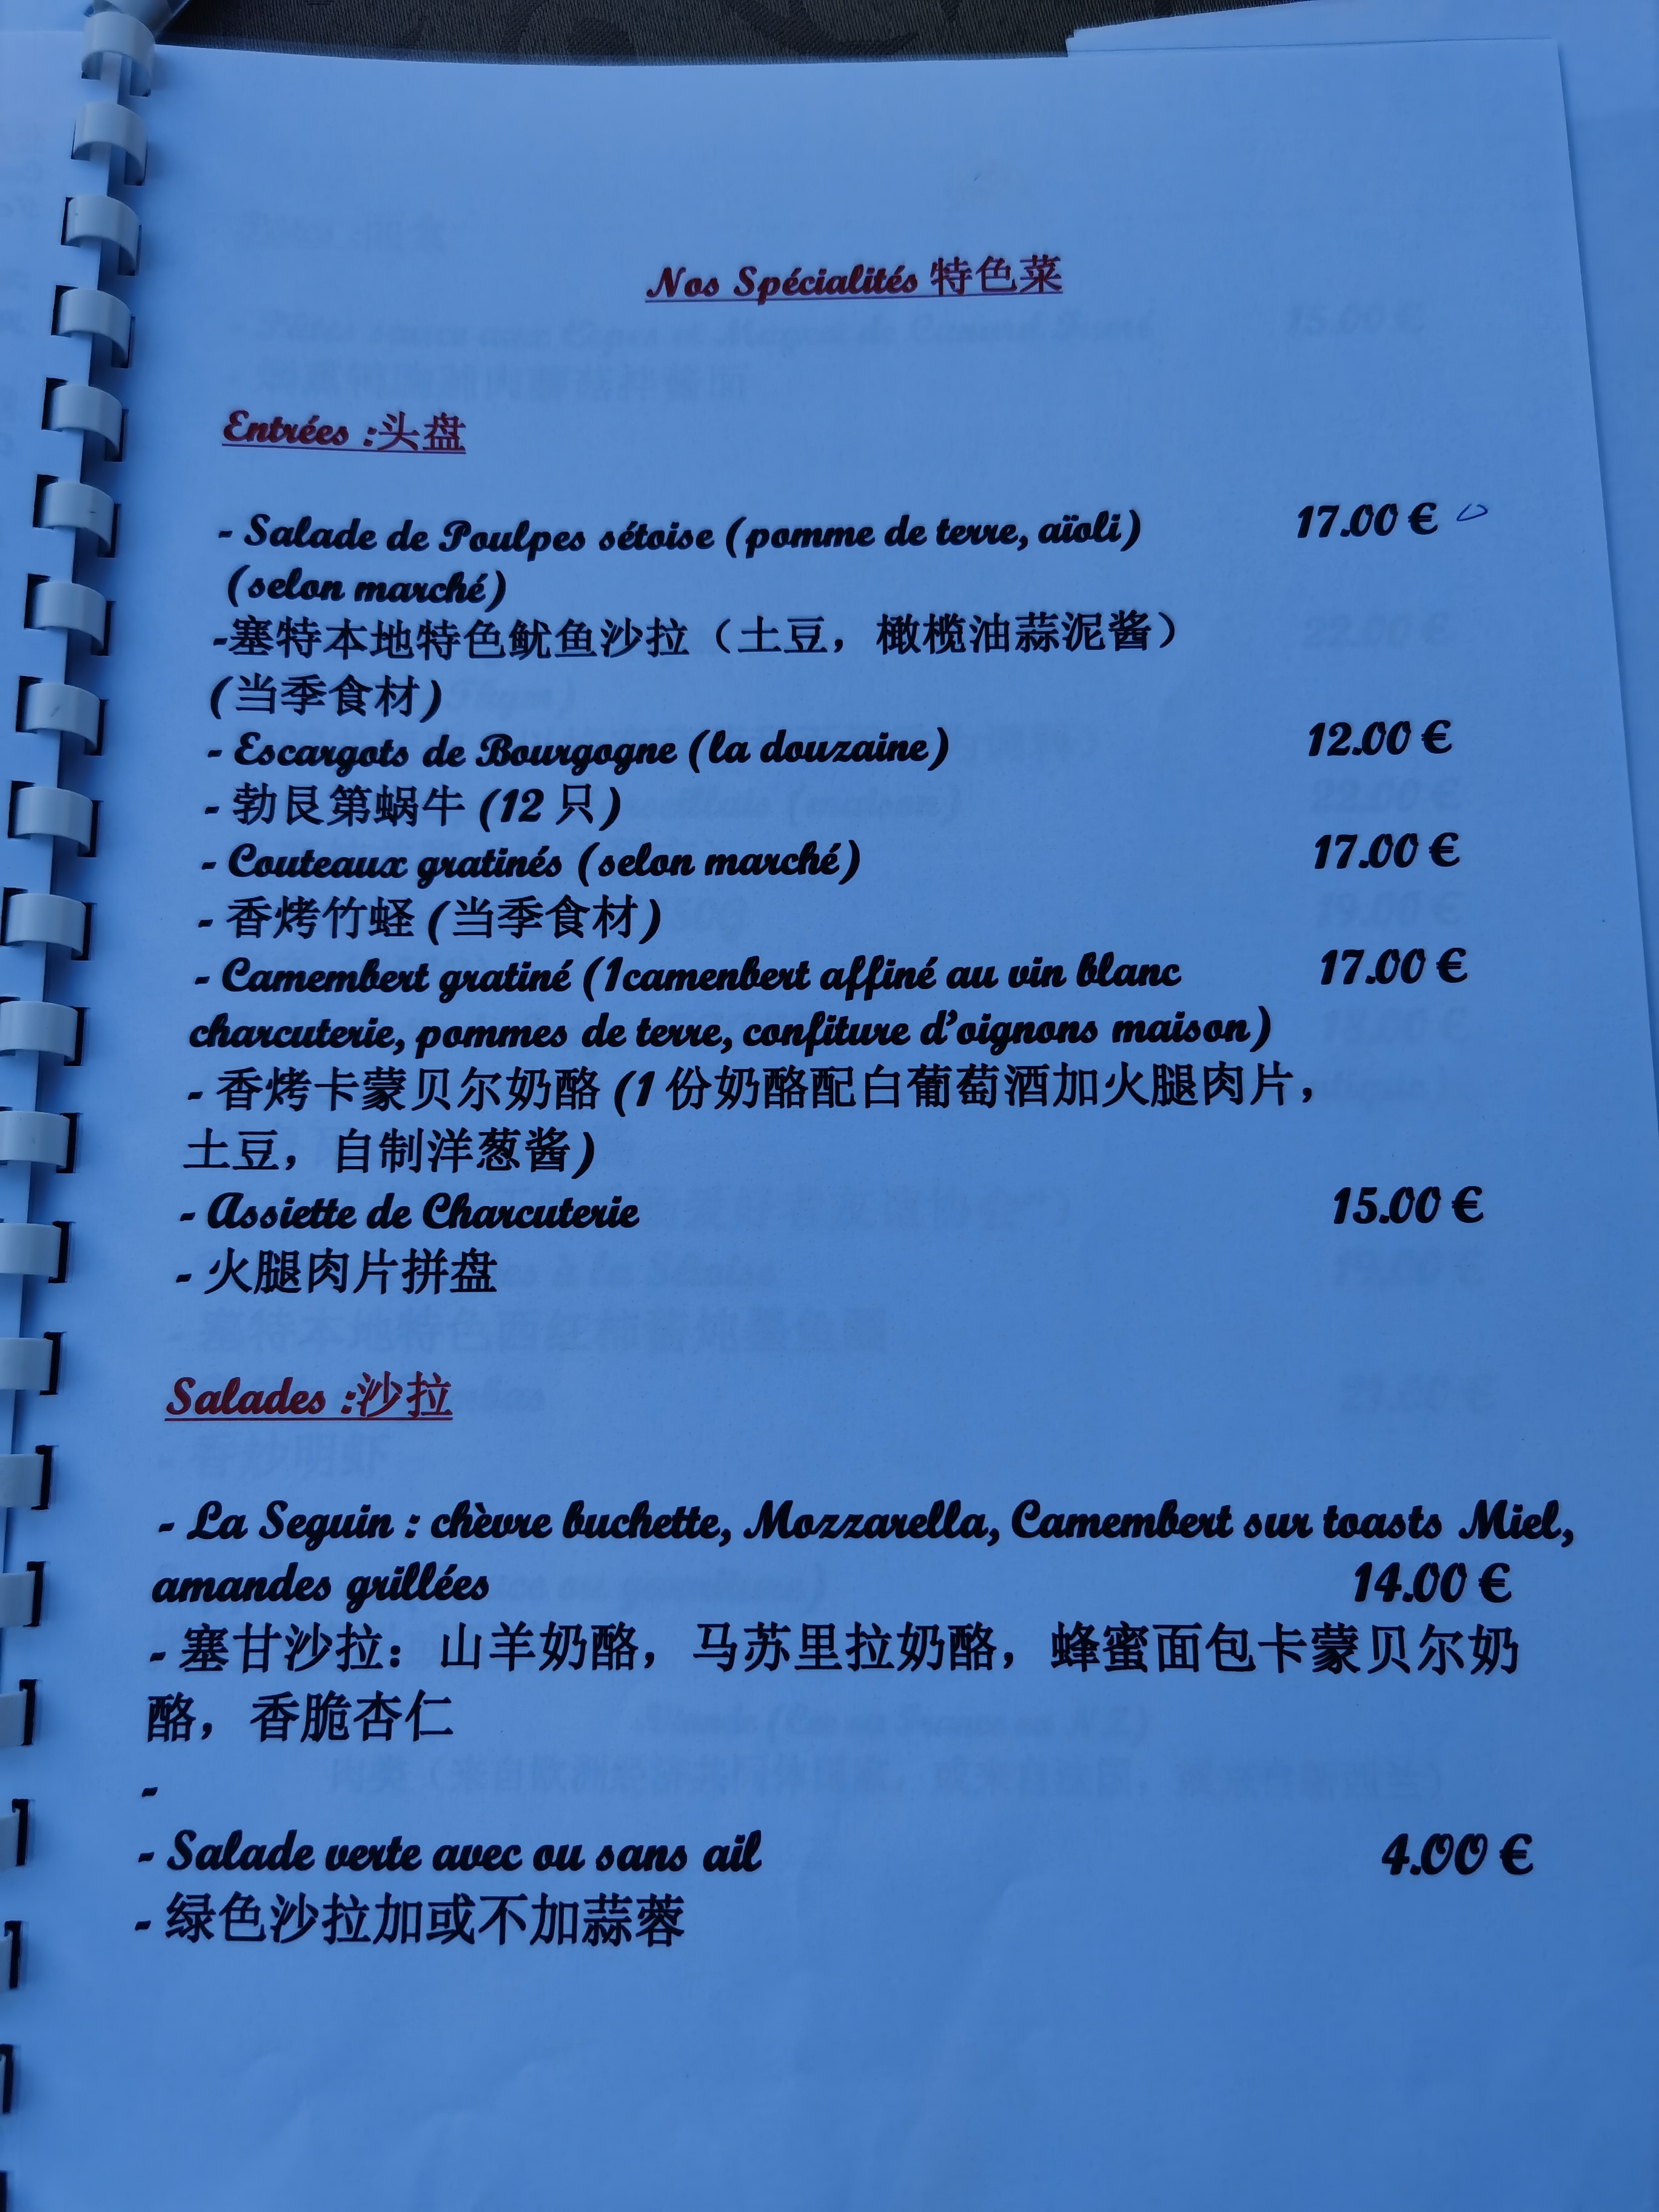 Nos Spécialités 特色菜
Entrées :头盘
- Salade de Poulpes sétoise (pomme de terre, aïoli) 17.00 €
(selon marché)
-塞特本地特色鱿鱼沙拉（土豆，橄榄油蒜泥酱）
(当季食材)
- Escargots de Bourgogne (la douzaine) 12.00 €
- 勃艮第蜗牛 (12 只)
- Couteaux gratinés (selon marché) 17.00 €
- 香烤竹蛏 (当季食材)
- Camembert gratiné (1camenbert affiné au vin blanc 17.00 €
charcuterie, pommes de terre, confiture d'oignons maison)
- 香烤卡蒙贝尔奶酪 (1 份奶酪配白葡萄酒加火腿肉片，
土豆，自制洋葱酱)
- Assiette de Charcuterie 15.00 €
- 火腿肉片拼盘
Salades :沙拉
- La Seguin : chèvre buchette, Mozzarella, Camembert sur toasts Miel,
amandes grillées 14.00 €
- 塞甘沙拉：山羊奶酪，马苏里拉奶酪，蜂蜜面包卡蒙贝尔奶
酪，香脆杏仁
-
- Salade verte avec ou sans ail 4.00 €
- 绿色沙拉加或不加蒜蓉